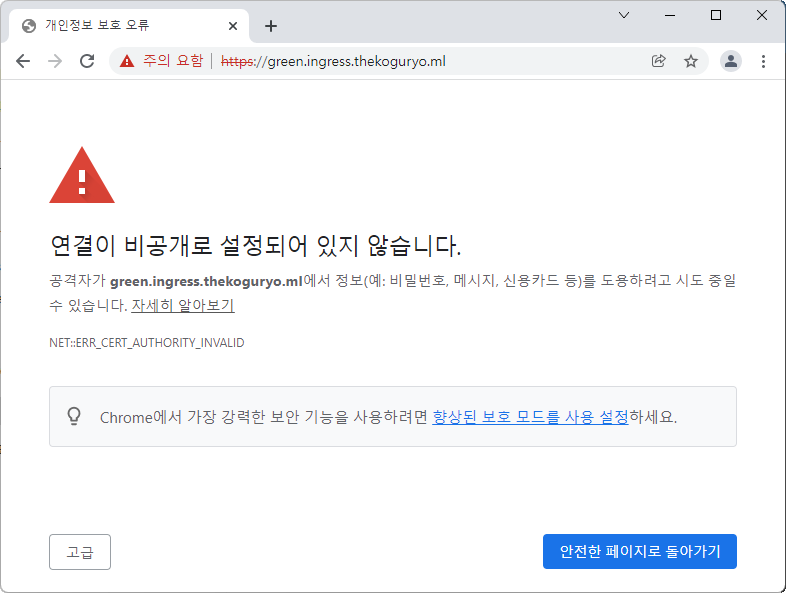 개인정보 보호 오류
주의 요함 | https://green.ingress.thekoguryo.ml
연결이 비공개로 설정되어 있지 않습니다.
공격자가 green.ingress.thekoguryo.ml에서 정보(예: 비밀번호, 메시지, 신용카드 등)를 도용하려고 시도 중일
수 있습니다. 자세히 알아보기
NET::ERR_CERT_AUTHORITY_INVALID
Chrome에서 가장 강력한 보안 기능을 사용하려면 향상된 보호 모드를 사용 설정하세요.
고급
안전한 페이지로 돌아가기